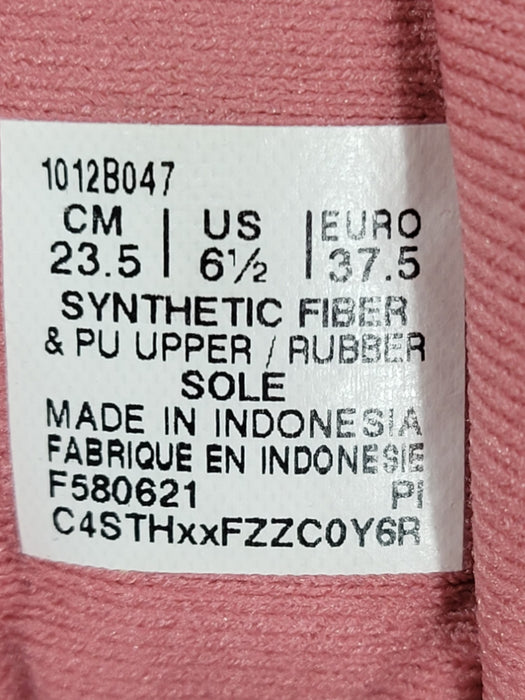 1012B047
CM | US | EURO
23.5 | 6½ | 37.5
SYNTHETIC FIBER
& PU UPPER / RUBBER
SOLE
MADE IN INDONESIA
FABRIQUE EN INDONESIE
F580621 PI
C4STHxxFZZC0Y6R